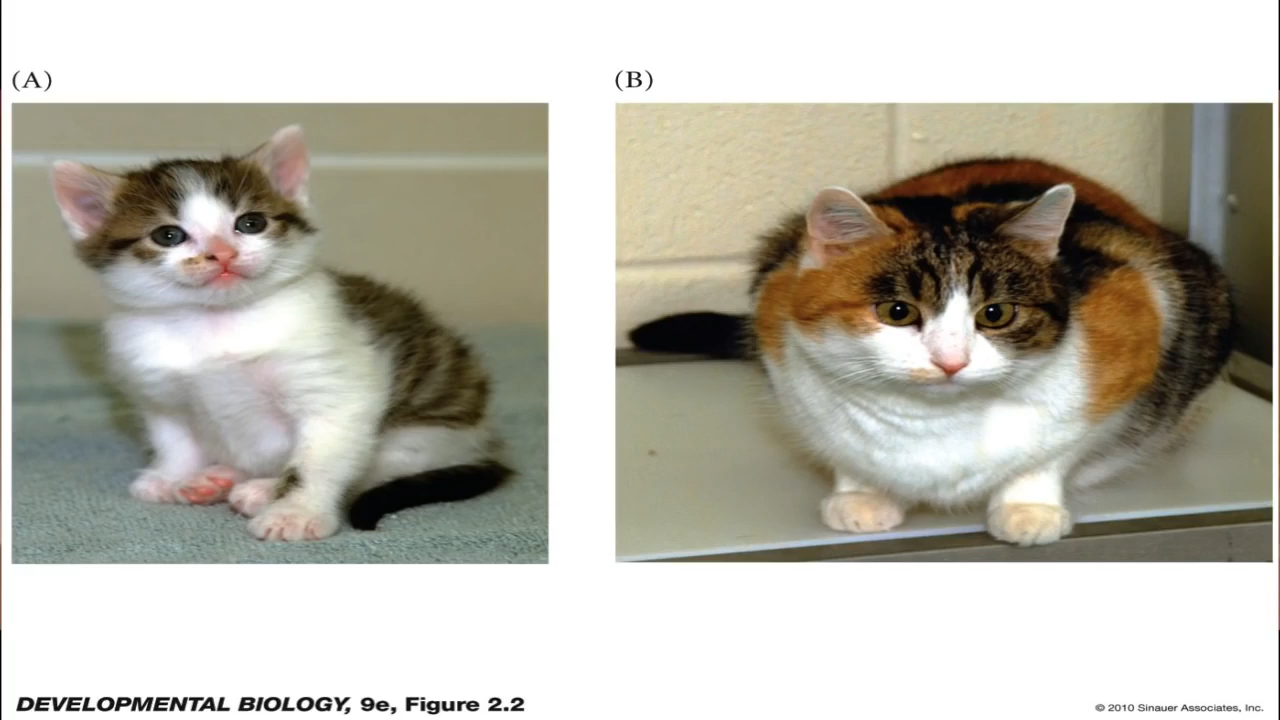 (A)
(B)
DEVELOPMENTAL BIOLOGY, 9e, Figure 2.2
© 2010 Sinauer Associates, Inc.